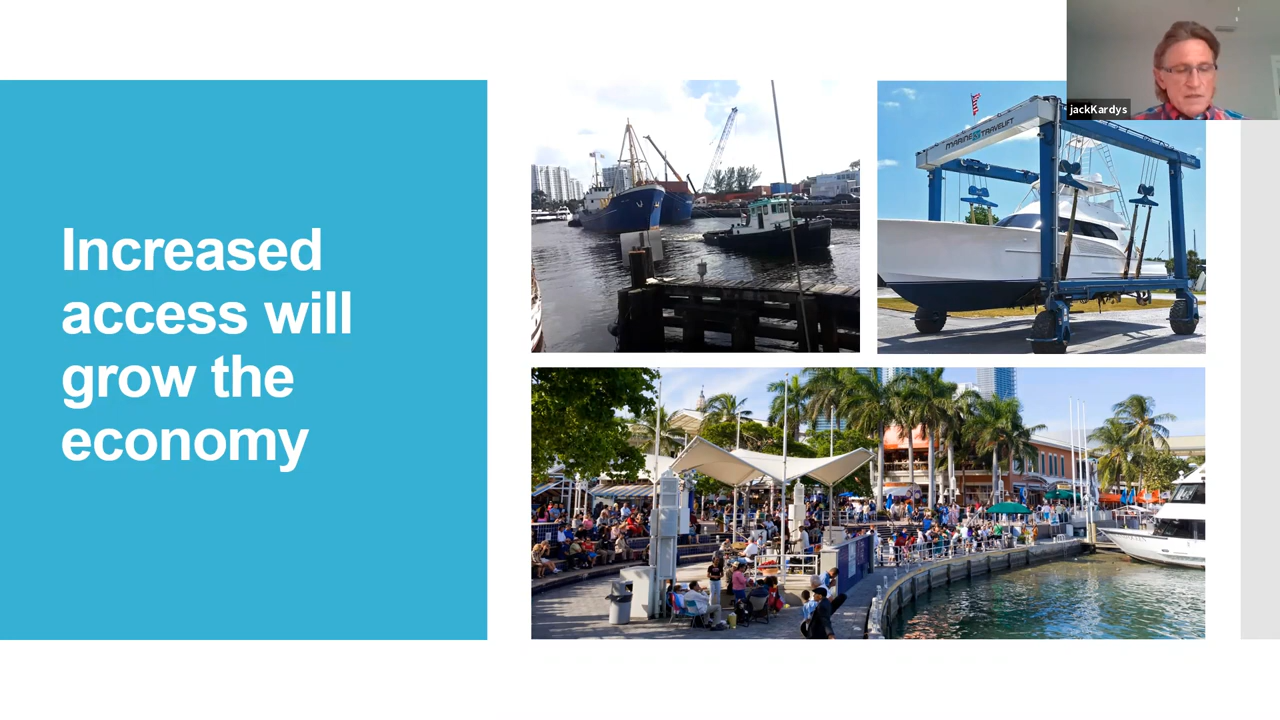 Increased
access will
grow the
economy
MARINE TRAVELIFT
jackKardys